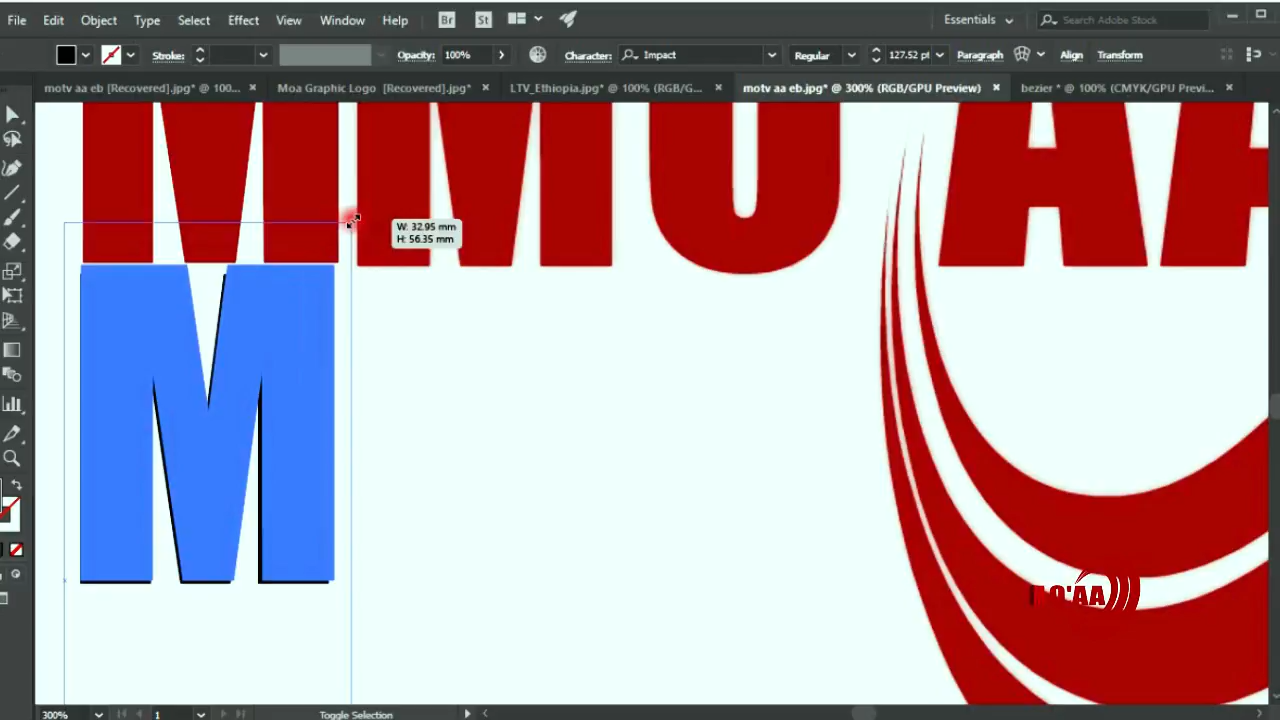 File Edit Object Type Select Effect View Window Help Br St Essentials Search Adobe Stock
Stroke: Opacity: 100% Character: Impact Regular 127.52 pt Paragraph Align Transform
motv aa eb [Recovered].jpg* @ 100... Moa Graphic Logo [Recovered].jpg* LTV_Ethiopia.jpg* @ 100% (RGB/G... motv aa eb.jpg* @ 300% (RGB/GPU Preview) bezier * @ 100% (CMYK/GPU Previ...
MMO AA
W: 32.95 mm
H: 56.35 mm
M
O'AA
300% 1 Toggle Selection